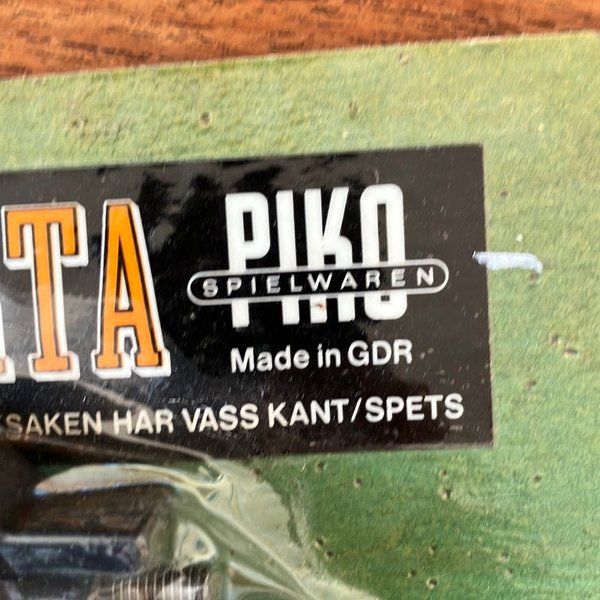 TA
PIKO
SPIELWAREN
Made in GDR
SAKEN HAR VASS KANT/SPETS